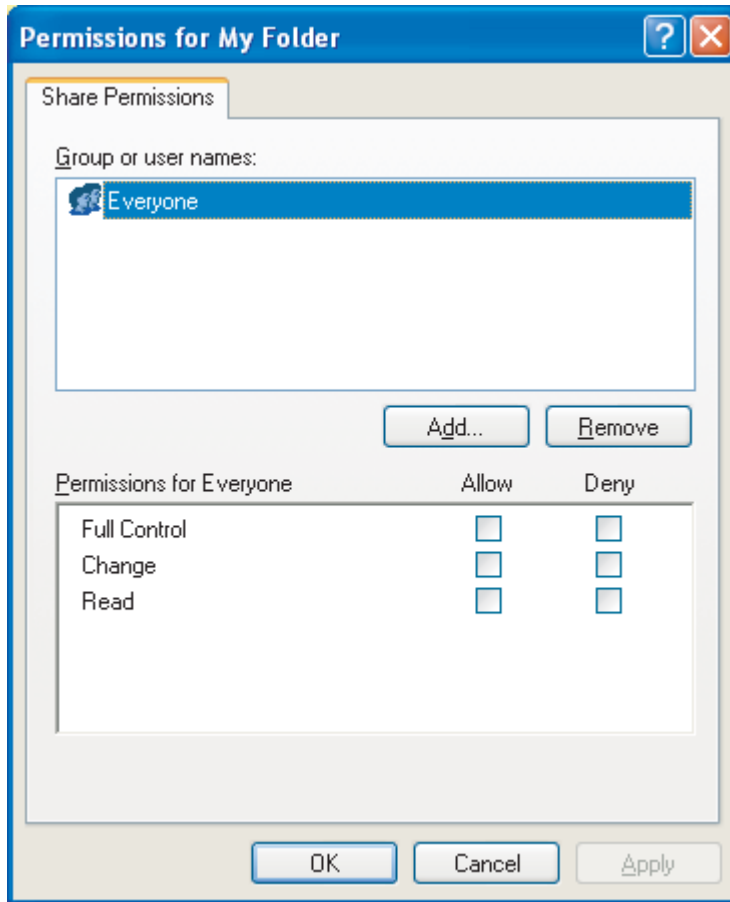 Permissions for My Folder
?
Share Permissions
Group or user names:
Everyone
Add... Remove
Permissions for Everyone Allow Deny
Full Control
Change
Read
OK Cancel Apply